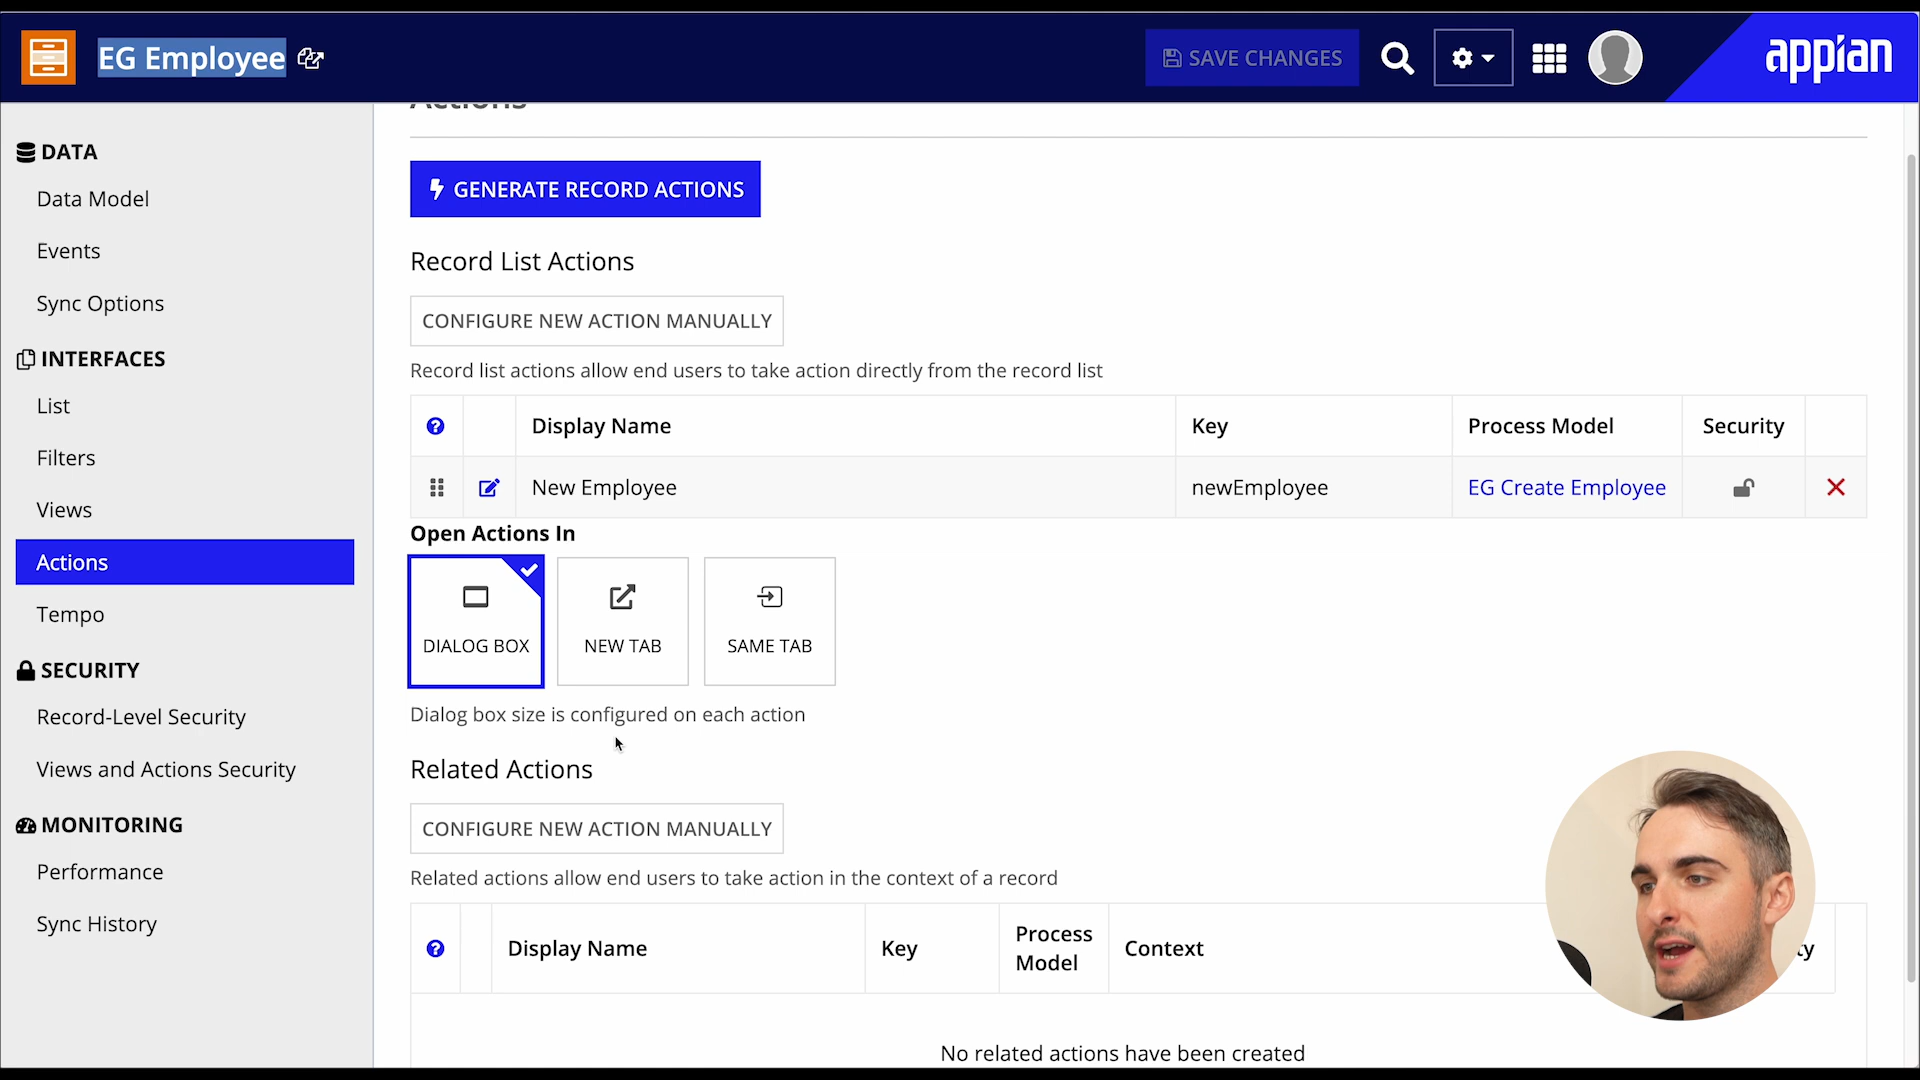 EG Employee
SAVE CHANGES
appian
Actions
DATA
Data Model
Events
Sync Options
INTERFACES
List
Filters
Views
Actions
Tempo
SECURITY
Record-Level Security
Views and Actions Security
MONITORING
Performance
Sync History
GENERATE RECORD ACTIONS
Record List Actions
CONFIGURE NEW ACTION MANUALLY
Record list actions allow end users to take action directly from the record list
Display Name Key Process Model Security
New Employee newEmployee EG Create Employee
Open Actions In
DIALOG BOX NEW TAB SAME TAB
Dialog box size is configured on each action
Related Actions
CONFIGURE NEW ACTION MANUALLY
Related actions allow end users to take action in the context of a record
Display Name Key Process Model Context
No related actions have been created